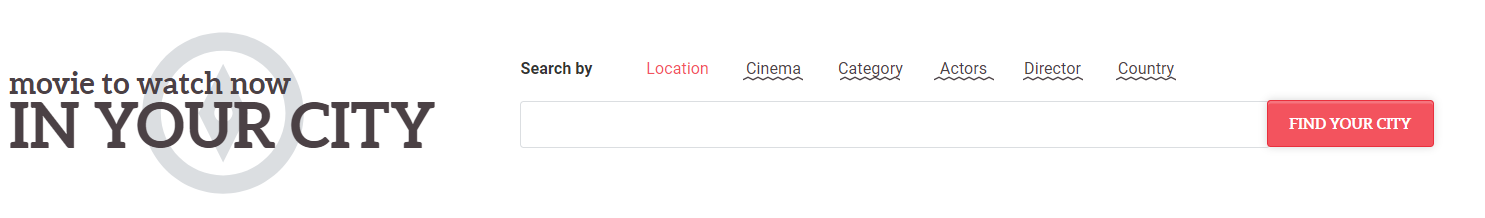 movie to watch now
IN YOUR CITY
Search by Location Cinema Category Actors Director Country
FIND YOUR CITY